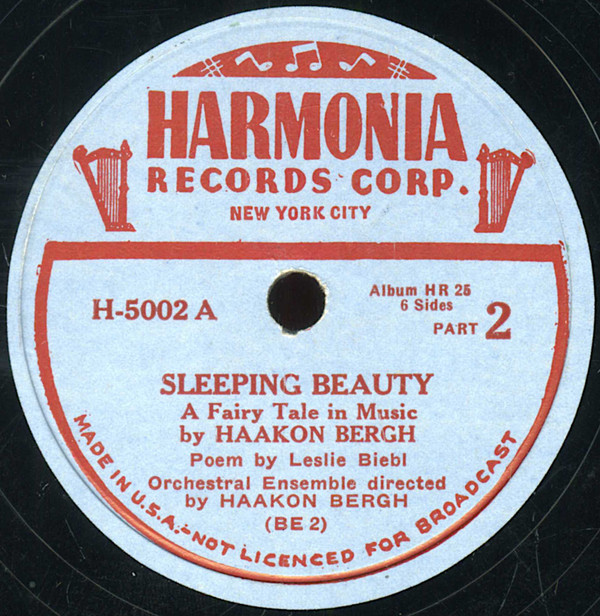 HARMONIA
RECORDS CORP.
NEW YORK CITY
H-5002 A
Album HR 25
6 Sides
PART 2
SLEEPING BEAUTY
A Fairy Tale in Music
by HAAKON BERGH
Poem by Leslie Biebl
Orchestral Ensemble directed
by HAAKON BERGH
(BE 2)
MADE IN U.S.A.-NOT LICENCED FOR BROADCAST